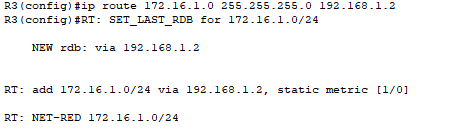 R3(config)#ip route 172.16.1.0 255.255.255.0 192.168.1.2
R3(config)#RT: SET_LAST_RDB for 172.16.1.0/24
NEW rdb: via 192.168.1.2
RT: add 172.16.1.0/24 via 192.168.1.2, static metric [1/0]
RT: NET-RED 172.16.1.0/24